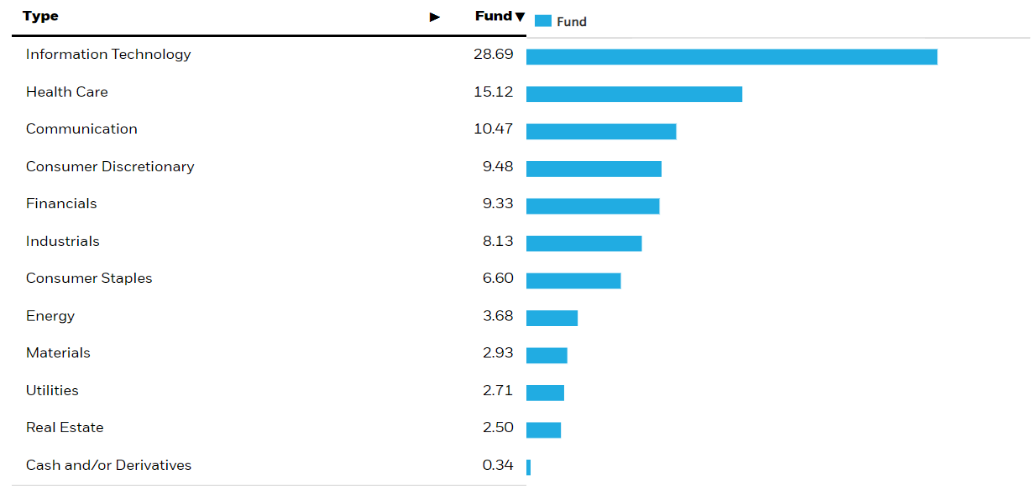 Type ▶ Fund ▼ Fund
Information Technology 28.69
Health Care 15.12
Communication 10.47
Consumer Discretionary 9.48
Financials 9.33
Industrials 8.13
Consumer Staples 6.60
Energy 3.68
Materials 2.93
Utilities 2.71
Real Estate 2.50
Cash and/or Derivatives 0.34